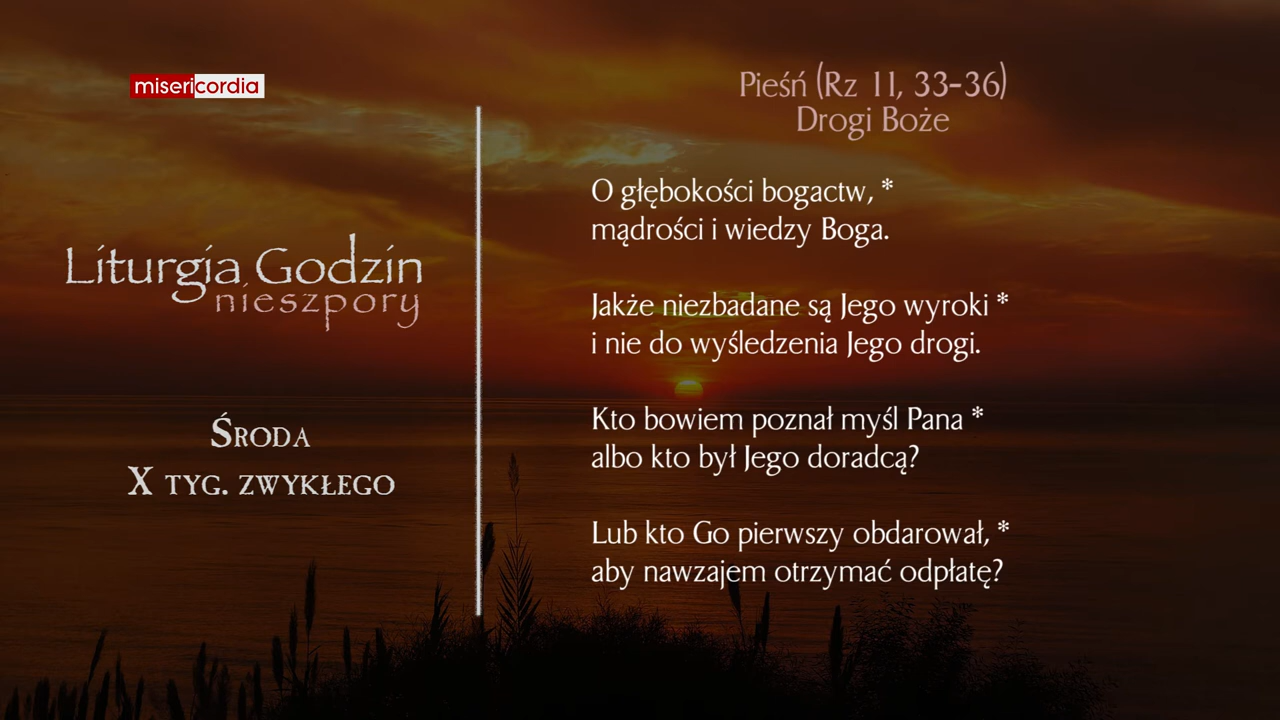 misericordia
Liturgia Godzin
nieszpory
Środa
X tyg. zwykłego
Pieśń (Rz 11, 33-36)
Drogi Boże
O głębokości bogactw, *
mądrości i wiedzy Boga.
Jakże niezbadane są Jego wyroki *
i nie do wyśledzenia Jego drogi.
Kto bowiem poznał myśl Pana *
albo kto był Jego doradcą?
Lub kto Go pierwszy obdarował, *
aby nawzajem otrzymać odpłatę?